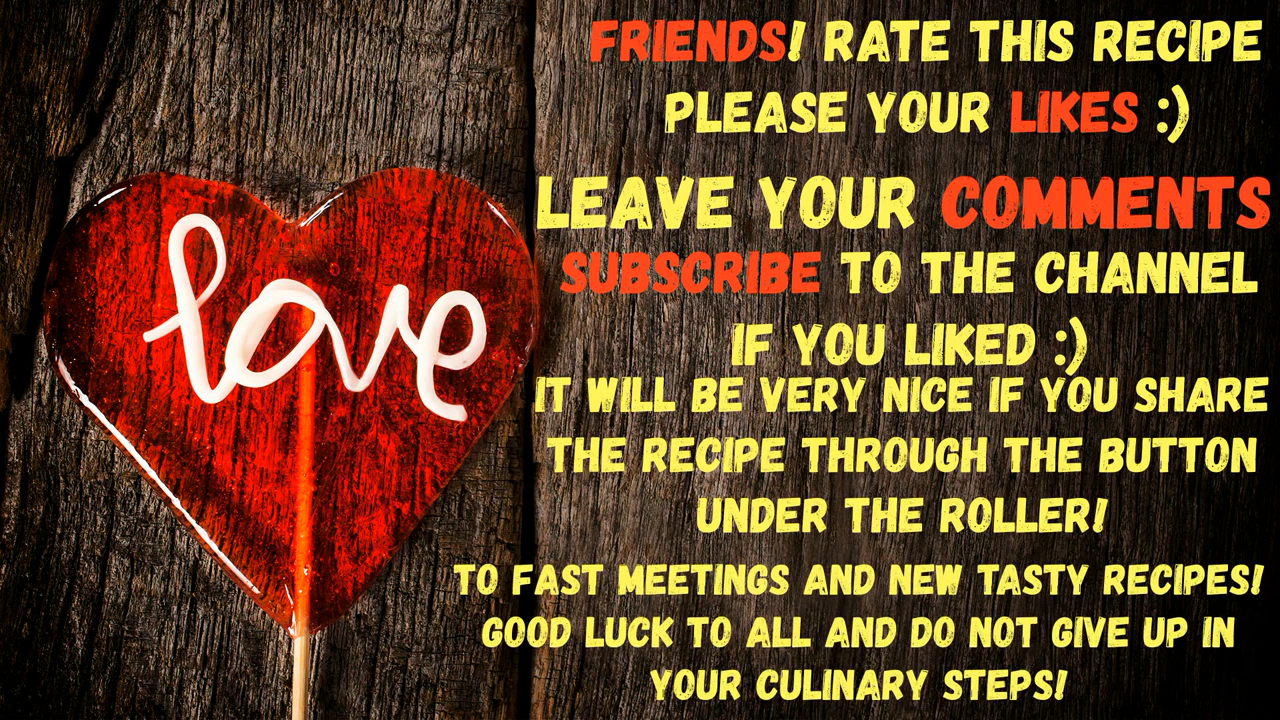 love
FRIENDS! RATE THIS RECIPE
PLEASE YOUR LIKES :)
LEAVE YOUR COMMENTS
SUBSCRIBE TO THE CHANNEL
IF YOU LIKED :)
IT WILL BE VERY NICE IF YOU SHARE
THE RECIPE THROUGH THE BUTTON
UNDER THE ROLLER!
TO FAST MEETINGS AND NEW TASTY RECIPES!
GOOD LUCK TO ALL AND DO NOT GIVE UP IN
YOUR CULINARY STEPS!